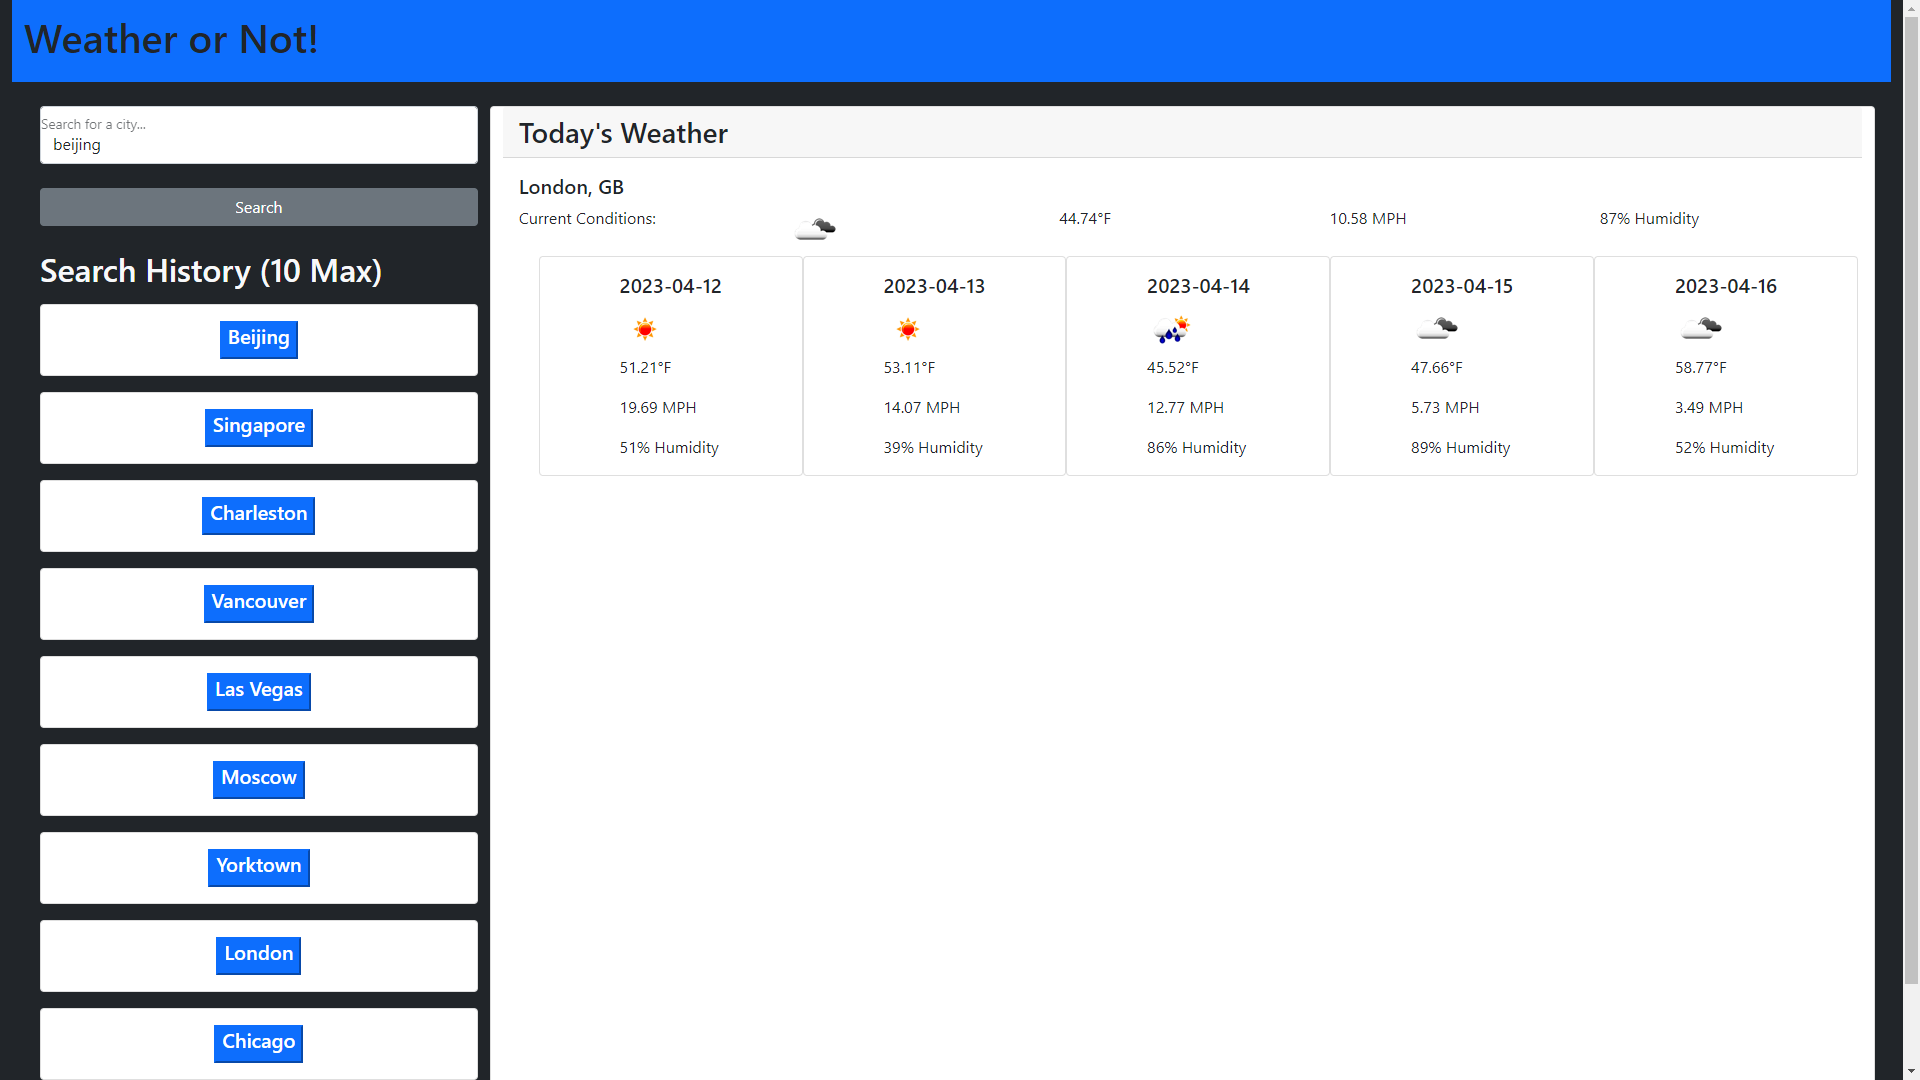 Weather or Not!
Search for a city...
beijing
Search
Search History (10 Max)
Beijing
Singapore
Charleston
Vancouver
Las Vegas
Moscow
Yorktown
London
Chicago
Today's Weather
London, GB
Current Conditions: 44.74°F 10.58 MPH 87% Humidity
2023-04-12
51.21°F
19.69 MPH
51% Humidity
2023-04-13
53.11°F
14.07 MPH
39% Humidity
2023-04-14
45.52°F
12.77 MPH
86% Humidity
2023-04-15
47.66°F
5.73 MPH
89% Humidity
2023-04-16
58.77°F
3.49 MPH
52% Humidity